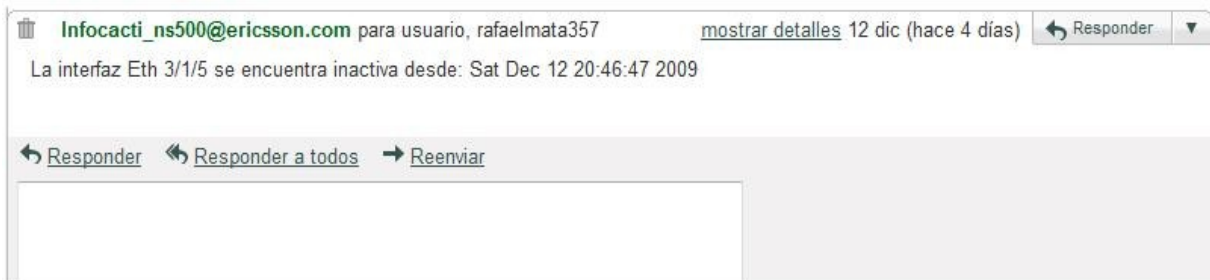 Infocacti_ns500@ericsson.com para usuario, rafaelmata357 mostrar detalles 12 dic (hace 4 días) Responder
La interfaz Eth 3/1/5 se encuentra inactiva desde: Sat Dec 12 20:46:47 2009
Responder Responder a todos Reenviar